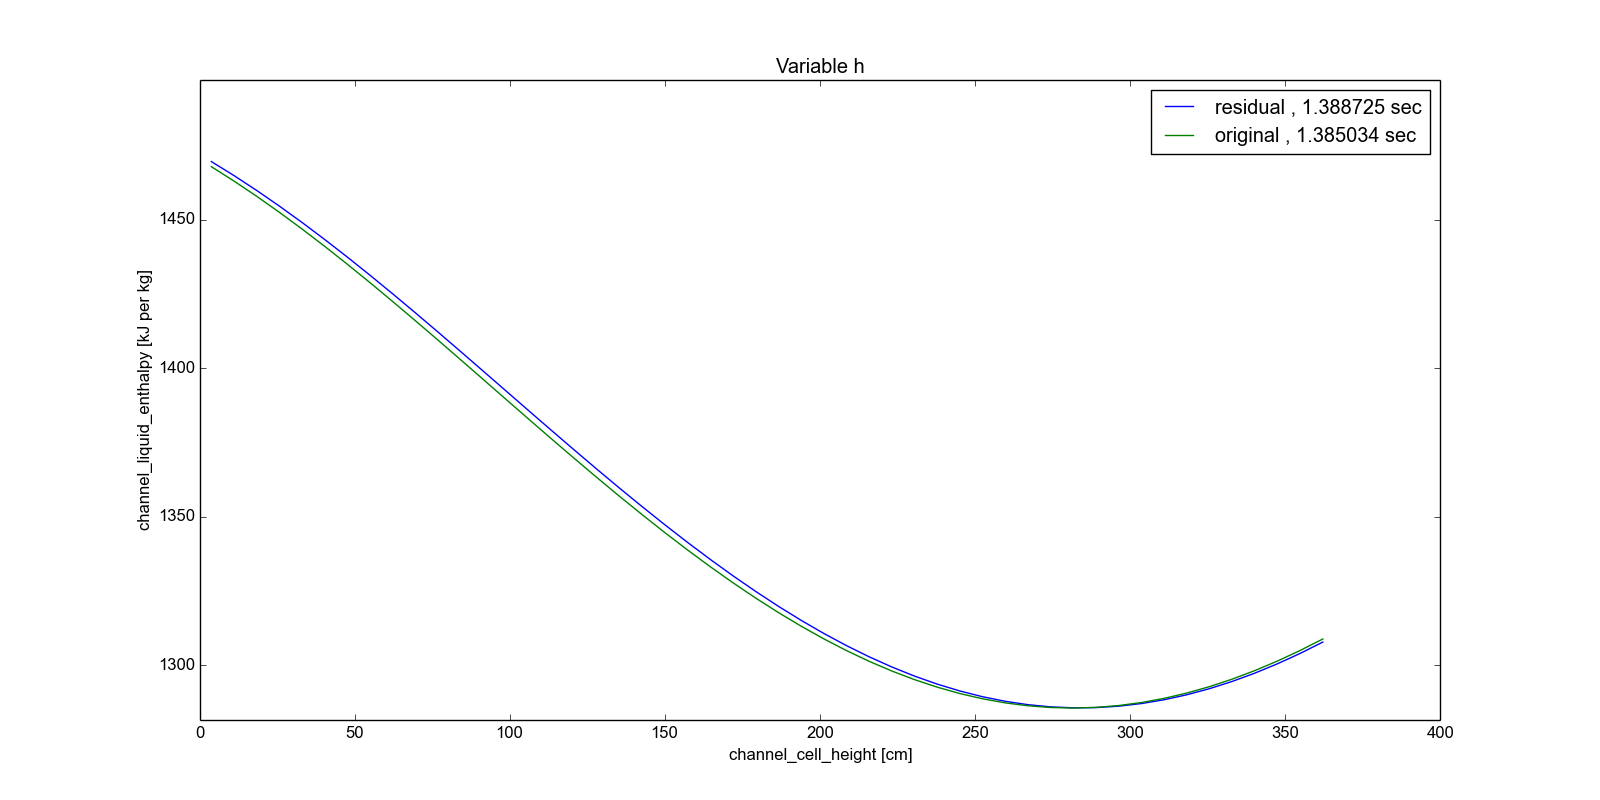 Variable h
residual , 1.388725 sec
original , 1.385034 sec
channel_liquid_enthalpy [kJ per kg]
1450
1400
1350
1300
0 50 100 150 200 250 300 350 400
channel_cell_height [cm]